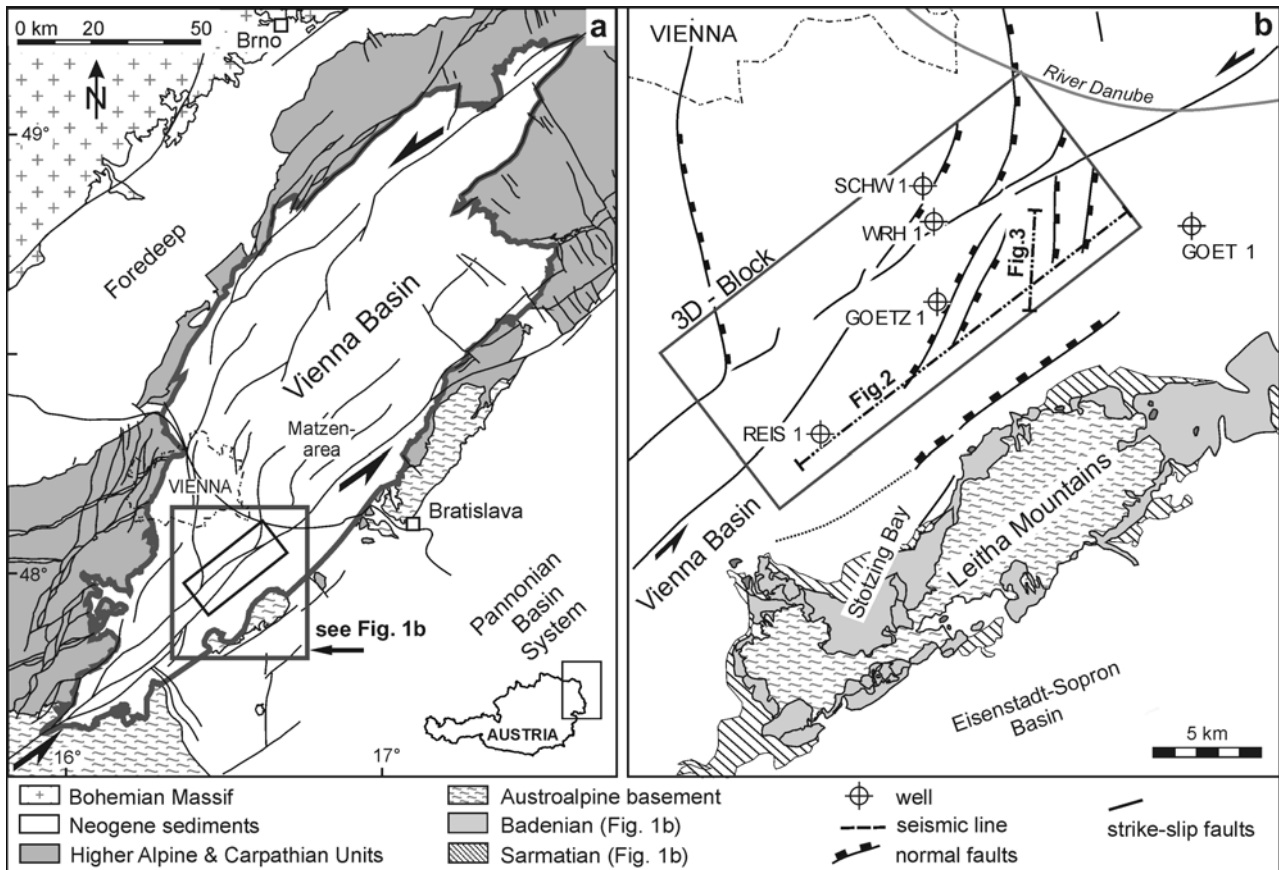 0 km 20 50
a
Brno
N
49°
Foredeep
Vienna Basin
Matzen-
area
VIENNA
Bratislava
48°
see Fig. 1b
Pannonian
Basin
System
AUSTRIA
16°
17°
b
VIENNA
River Danube
SCHW 1
WRH 1
GOET 1
Fig.3
3D - Block
GOETZ 1
Fig.2
REIS 1
Vienna Basin
Stotzing Bay
Leitha Mountains
Eisenstadt-Sopron
Basin
5 km
Bohemian Massif
Neogene sediments
Higher Alpine & Carpathian Units
Austroalpine basement
Badenian (Fig. 1b)
Sarmatian (Fig. 1b)
well
seismic line
normal faults
strike-slip faults